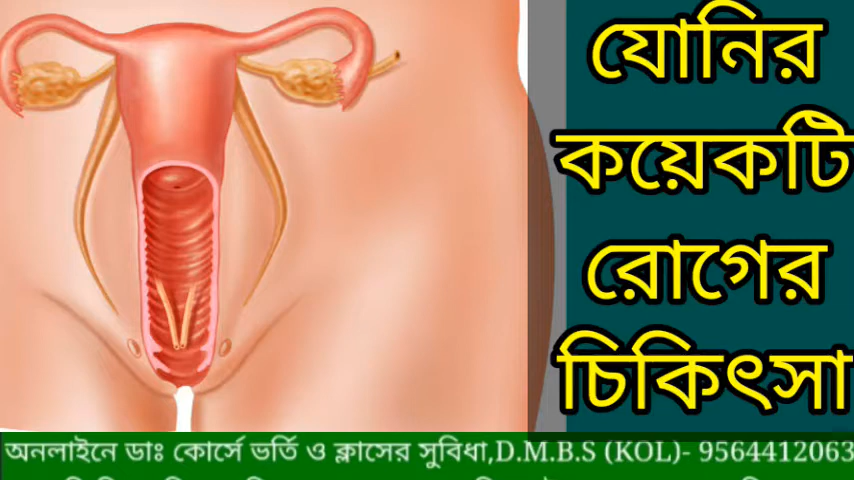 যোনির
কয়েকটি
রোগের
চিকিৎসা
অনলাইনে ডাঃ কোর্সে ভর্তি ও ক্লাসের সুবিধা,D.M.B.S (KOL)- 9564412063